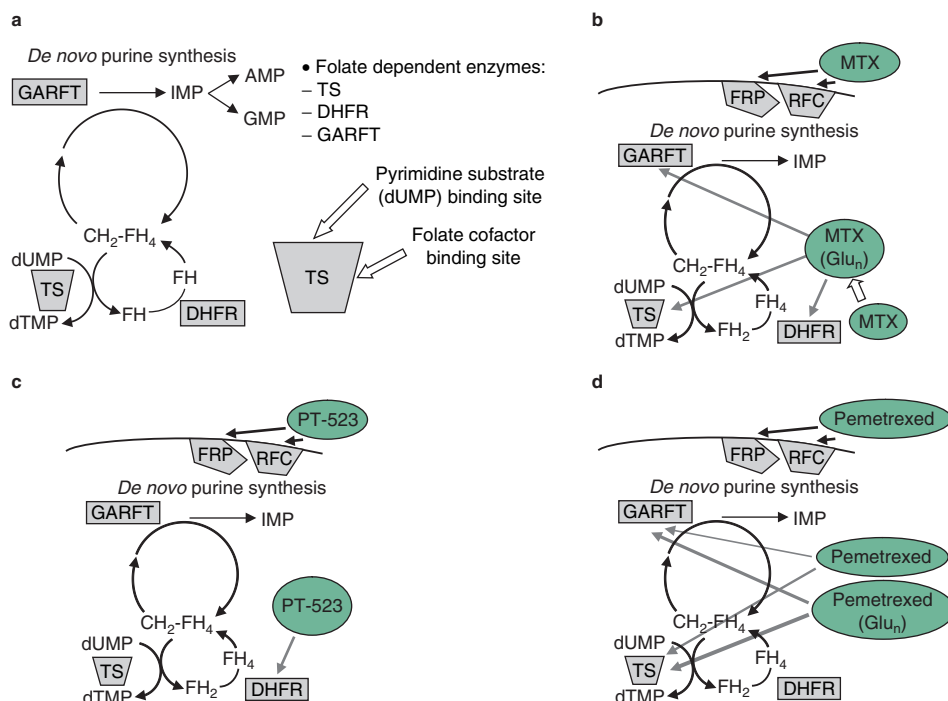 a
De novo purine synthesis
GARFT
IMP
AMP
GMP
• Folate dependent enzymes:
– TS
– DHFR
– GARFT
CH₂-FH₄
dUMP
TS
dTMP
FH
FH
DHFR
Pyrimidine substrate
(dUMP) binding site
Folate cofactor
binding site
TS
b
MTX
FRP
RFC
De novo purine synthesis
GARFT
IMP
MTX
(Gluₙ)
CH₂-FH₄
dUMP
TS
dTMP
FH₄
FH₂
DHFR
MTX
c
PT-523
FRP
RFC
De novo purine synthesis
GARFT
IMP
PT-523
CH₂-FH₄
dUMP
TS
dTMP
FH₄
FH₂
DHFR
d
Pemetrexed
FRP
RFC
De novo purine synthesis
GARFT
IMP
Pemetrexed
Pemetrexed
(Gluₙ)
CH₂-FH₄
dUMP
TS
dTMP
FH₄
FH₂
DHFR